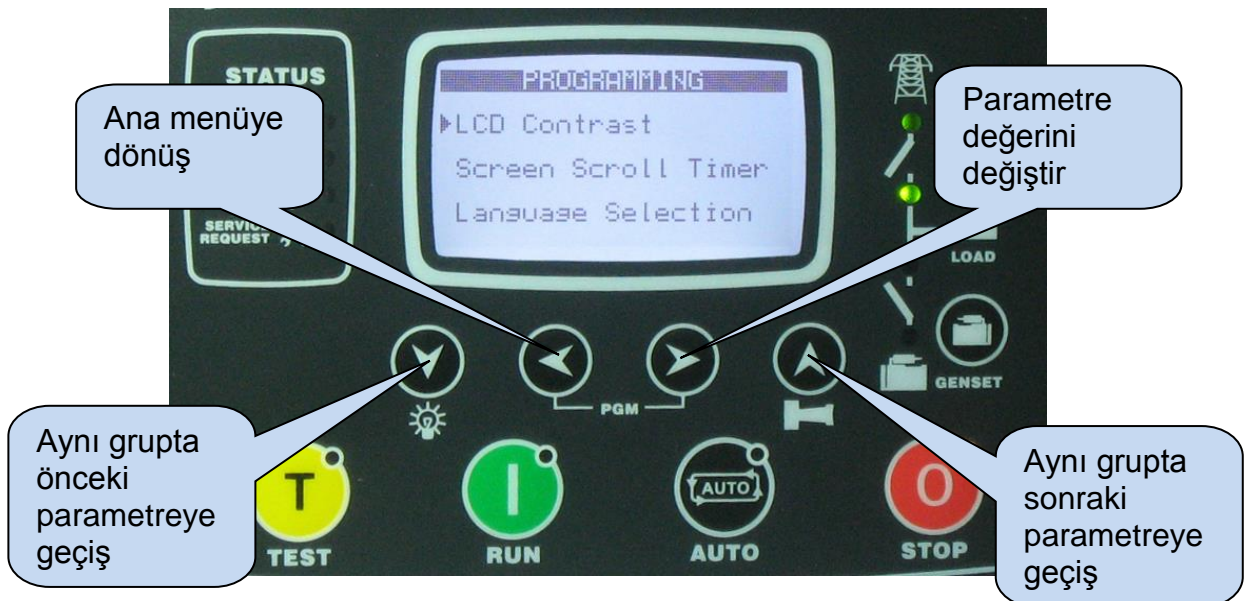 STATUS
SERVICE
REQUEST
PROGRAMMING
LCD Contrast
Screen Scroll Timer
Language Selection
Ana menüye
dönüş
Parametre
değerini
değiştir
LOAD
GENSET
PGM
Aynı grupta
önceki
parametreye
geçiş
Aynı grupta
sonraki
parametreye
geçiş
T
TEST
I
RUN
AUTO
AUTO
O
STOP